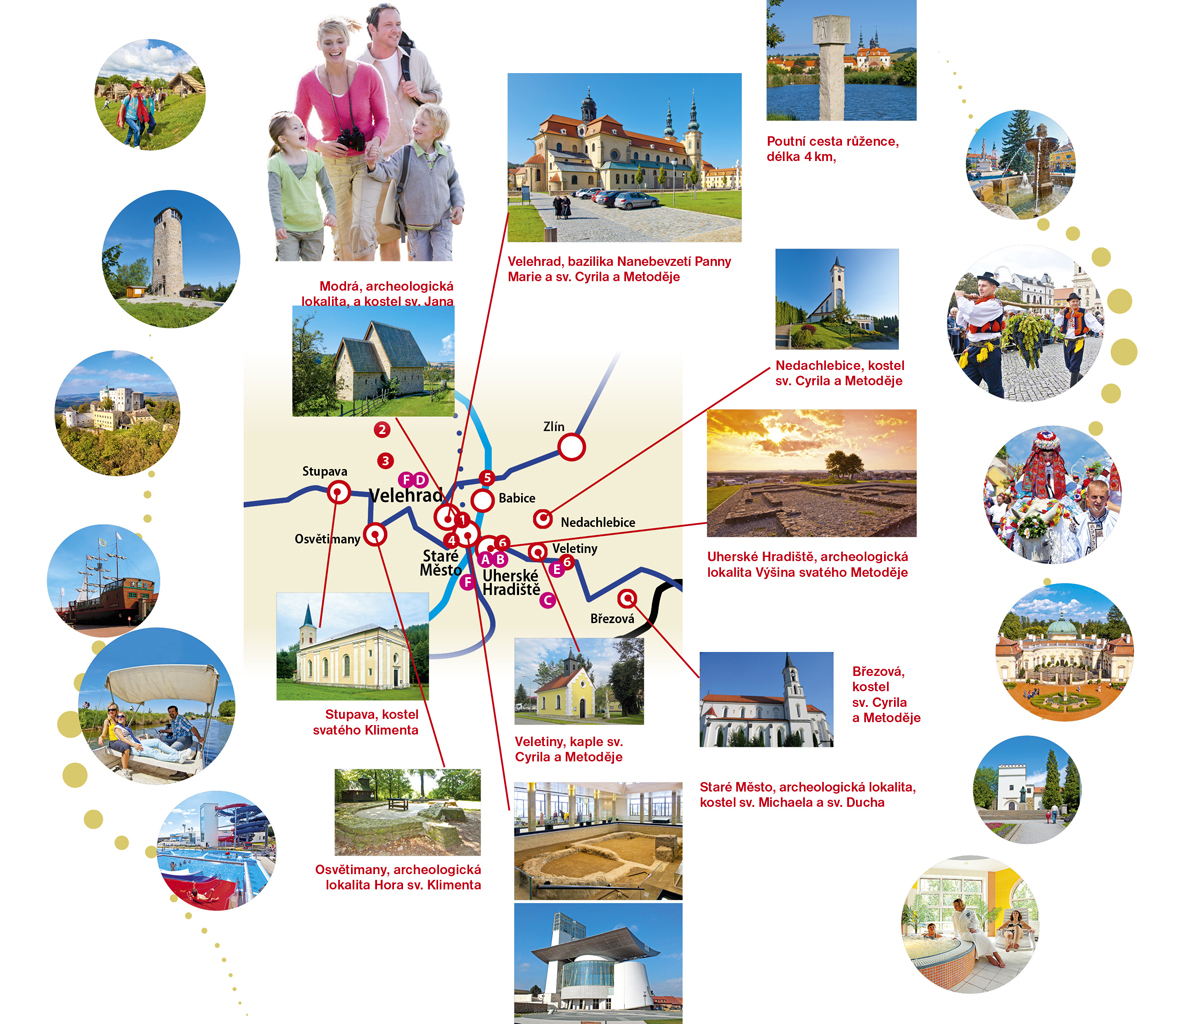 Poutní cesta růžence,
délka 4 km,
Velehrad, bazilika Nanebevzetí Panny
Marie a sv. Cyrila a Metoděje
Modrá, archeologická
lokalita, a kostel sv. Jana
Nedachlebice, kostel
sv. Cyrila a Metoděje
2
Zlín
3
Stupava
F D
5
Velehrad
Babice
1
Nedachlebice
Osvětimany
4
6
Veletiny
Staré
Město
A B
6
E
Uherské
Hradiště
F
C
Březová
Uherské Hradiště, archeologická
lokalita Výšina svatého Metoděje
Březová,
kostel
sv. Cyrila
a Metoděje
Stupava, kostel
svatého Klimenta
Veletiny, kaple sv.
Cyrila a Metoděje
Staré Město, archeologická lokalita,
kostel sv. Michaela a sv. Ducha
Osvětimany, archeologická
lokalita Hora sv. Klimenta